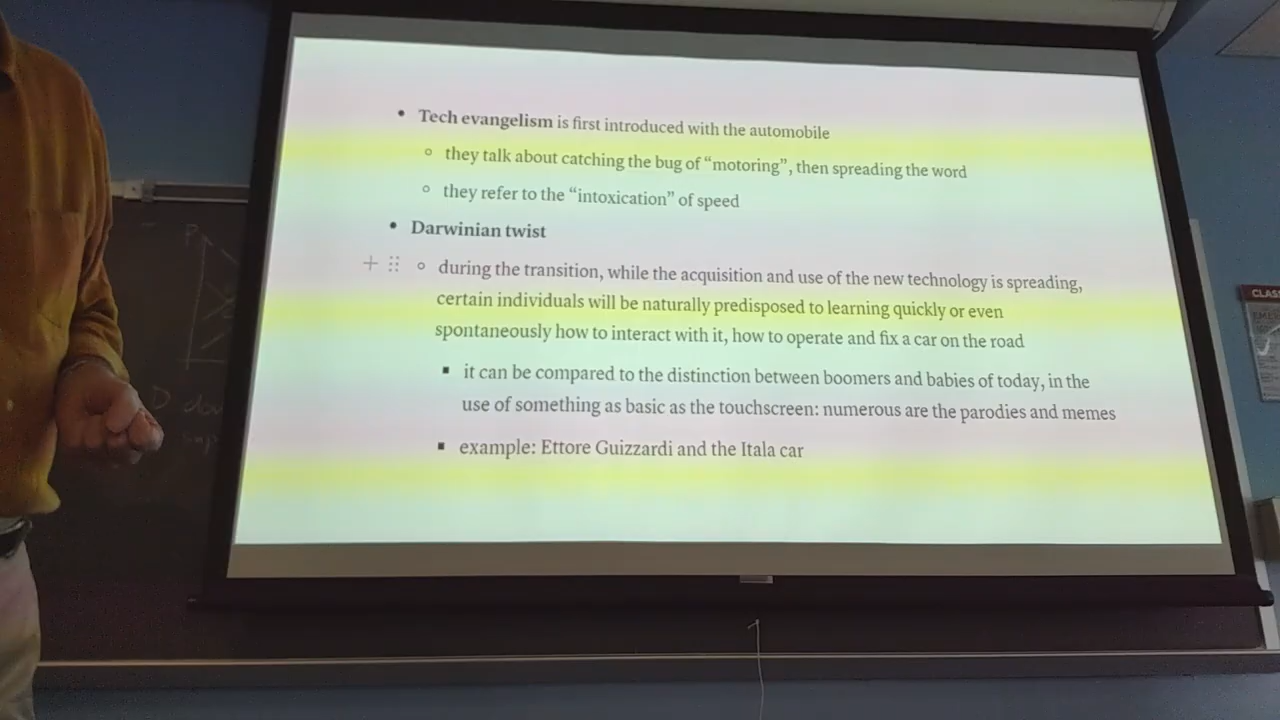 • Tech evangelism is first introduced with the automobile
◦ they talk about catching the bug of “motoring”, then spreading the word
◦ they refer to the “intoxication” of speed
• Darwinian twist
◦ during the transition, while the acquisition and use of the new technology is spreading,
certain individuals will be naturally predisposed to learning quickly or even
spontaneously how to interact with it, how to operate and fix a car on the road
▪ it can be compared to the distinction between boomers and babies of today, in the
use of something as basic as the touchscreen: numerous are the parodies and memes
▪ example: Ettore Guizzardi and the Itala car
P
D
CLAS